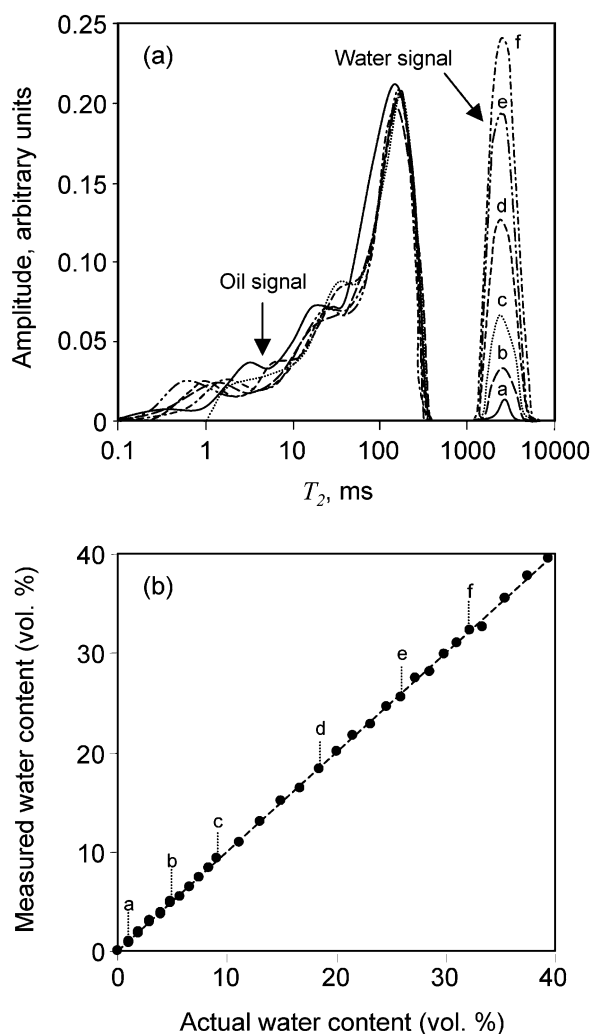 0.25
(a)
Water signal
f
0.20
e
0.15
d
Amplitude, arbitrary units
0.10
Oil signal
c
0.05
b
a
0
0.1 1 10 100 1000 10000
T2, ms
40
(b)
f
30
e
d
20
Measured water content (vol. %)
c
10
b
a
0
0 10 20 30 40
Actual water content (vol. %)